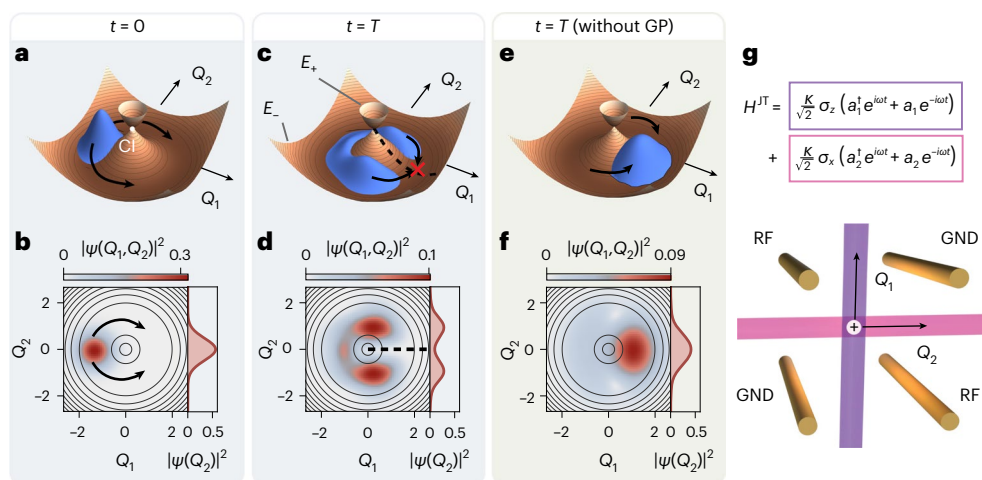 t = 0
t = T
t = T (without GP)
a
Q₂
CI
Q₁
c
E₊
E₋
Q₂
Q₁
e
Q₂
Q₁
g
Hᴶᵀ = κ/√2 σ_z (a₁† e^{iωt} + a₁ e^{−iωt})
+ κ/√2 σ_x (a₂† e^{iωt} + a₂ e^{−iωt})
b
|ψ(Q₁,Q₂)|²
0 0.3
Q₂
2
0
−2
−2 0 2 0 0.5
Q₁ |ψ(Q₂)|²
d
|ψ(Q₁,Q₂)|²
0 0.1
Q₂
2
0
−2
−2 0 2 0 0.5
Q₁ |ψ(Q₂)|²
f
|ψ(Q₁,Q₂)|²
0 0.09
Q₂
2
0
−2
−2 0 2 0 0.5
Q₁ |ψ(Q₂)|²
RF GND
Q₁
+
Q₂
GND RF